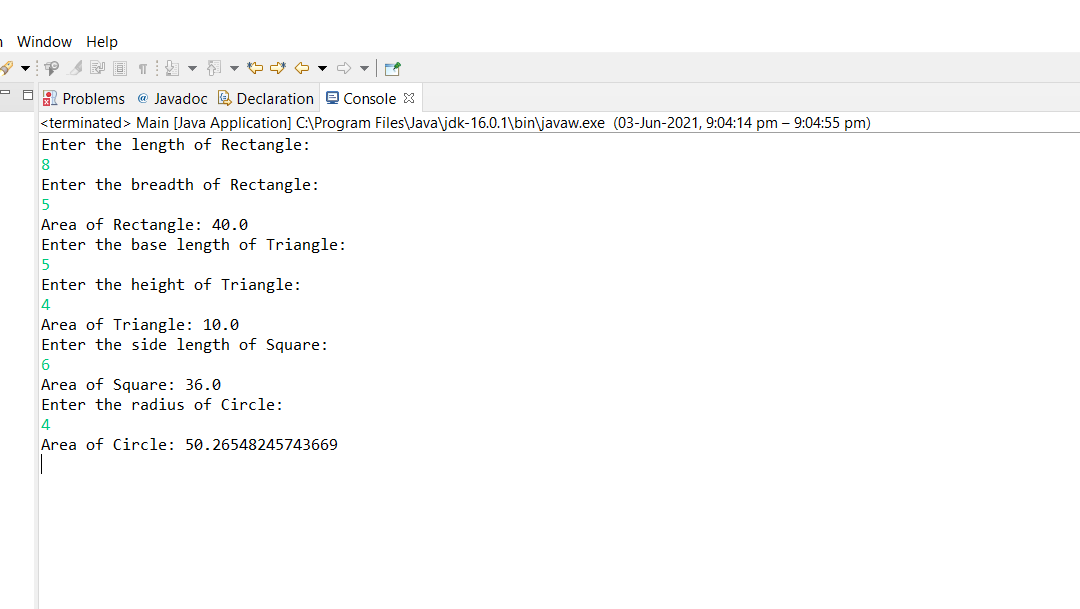 Window Help
Problems @ Javadoc Declaration Console
<terminated> Main [Java Application] C:\Program Files\Java\jdk-16.0.1\bin\javaw.exe (03-Jun-2021, 9:04:14 pm – 9:04:55 pm)
Enter the length of Rectangle:
8
Enter the breadth of Rectangle:
5
Area of Rectangle: 40.0
Enter the base length of Triangle:
5
Enter the height of Triangle:
4
Area of Triangle: 10.0
Enter the side length of Square:
6
Area of Square: 36.0
Enter the radius of Circle:
4
Area of Circle: 50.26548245743669